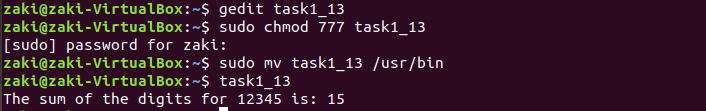 zaki@zaki-VirtualBox:~$ gedit task1_13
zaki@zaki-VirtualBox:~$ sudo chmod 777 task1_13
[sudo] password for zaki:
zaki@zaki-VirtualBox:~$ sudo mv task1_13 /usr/bin
zaki@zaki-VirtualBox:~$ task1_13
The sum of the digits for 12345 is: 15